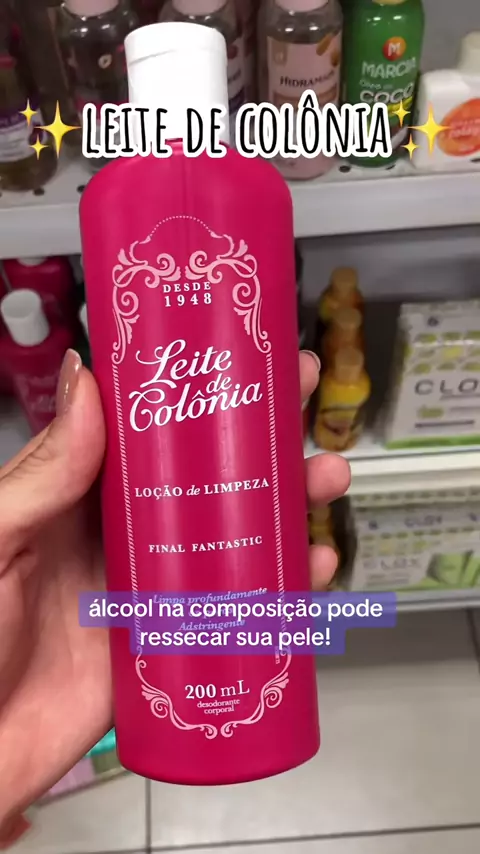 HIDRAMAIS
M
MARCIA
COCO
✨LEITE DE COLÔNIA✨
DESDE
1948
Leite
de
Colônia
LOÇÃO de LIMPEZA
FINAL FANTASTIC
Limpa profundamente
álcool na composição pode
ressecar sua pele!
Adstringente
200 mL
desodorante
corporal
CLOX